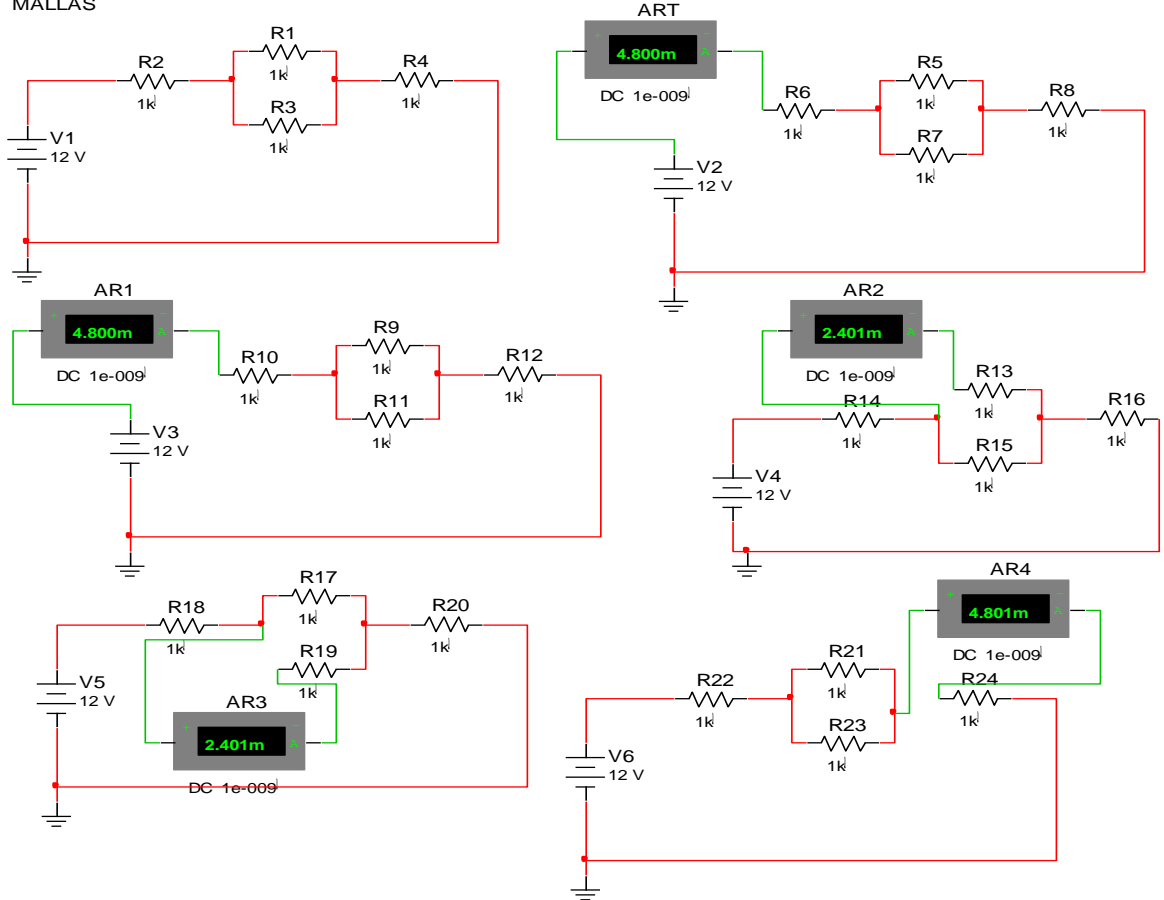 MALLAS
R1
1k
R2
1k
R3
1k
R4
1k
V1
12 V
ART
4.800m
DC 1e-009
R5
1k
R6
1k
R7
1k
R8
1k
V2
12 V
AR1
4.800m
DC 1e-009
R9
1k
R10
1k
R11
1k
R12
1k
V3
12 V
AR2
2.401m
DC 1e-009
R13
1k
R14
1k
R15
1k
R16
1k
V4
12 V
R17
1k
R18
1k
R19
1k
R20
1k
V5
12 V
AR3
2.401m
DC 1e-009
AR4
4.801m
DC 1e-009
R21
1k
R22
1k
R23
1k
R24
1k
V6
12 V